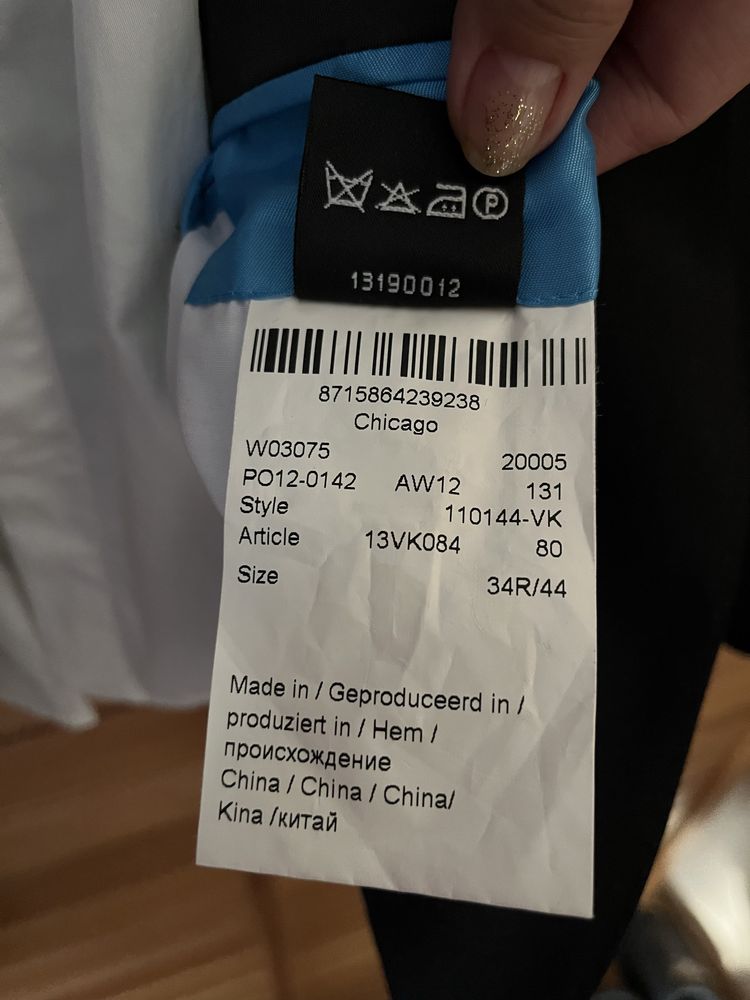 P
13190012
8715864239238
Chicago
W03075 20005
PO12-0142 AW12 131
Style 110144-VK
Article 13VK084 80
Size 34R/44
Made in / Geproduceerd in /
produziert in / Hem /
происхождение
China / China / China/
Kina /китай